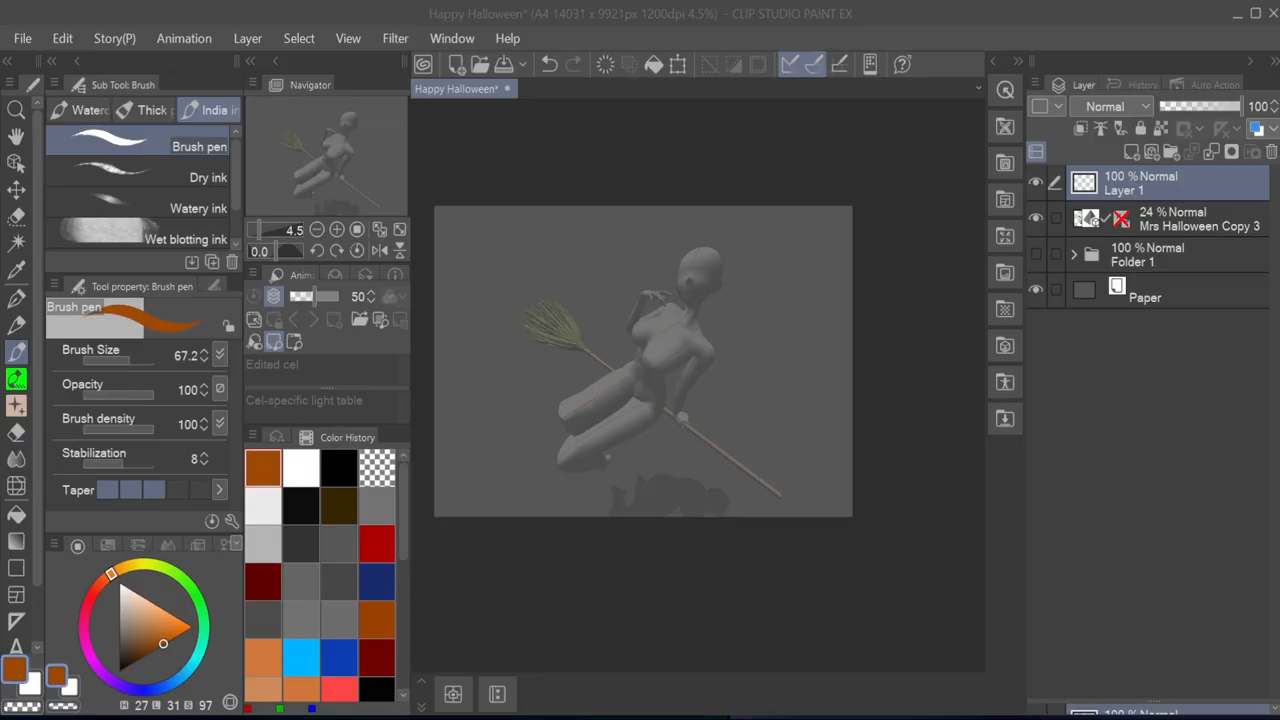 Happy Halloween* (A4 14031 x 9921px 1200dpi 4.5%) - CLIP STUDIO PAINT EX
File Edit Story(P) Animation Layer Select View Filter Window Help
Sub Tool: Brush
Navigator
Happy Halloween*
Layer History Auto Action
Thick India in
Normal 100
Brush pen
Dry ink
Watery ink
Wet blotting ink
100 % Normal
Layer 1
24 % Normal
Mrs Halloween Copy 3
100 % Normal
Folder 1
Paper
4.5
0.0
Tool property: Brush pen
50
Brush pen
Brush Size 67.2
Opacity 100
Brush density 100
Stabilization 8
Taper
Edited cel
Cel-specific light table
Color History
H 27 L 31 S 97
100 % Normal